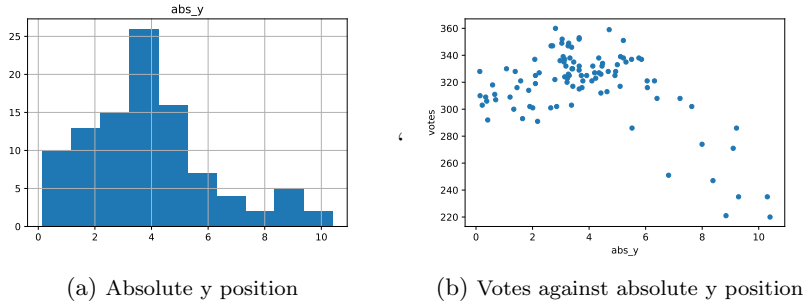 abs_y
25
20
15
10
5
0
0 2 4 6 8 10
(a) Absolute y position
‘
votes
360
340
320
300
280
260
240
220
0 2 4 6 8 10
abs_y
(b) Votes against absolute y position